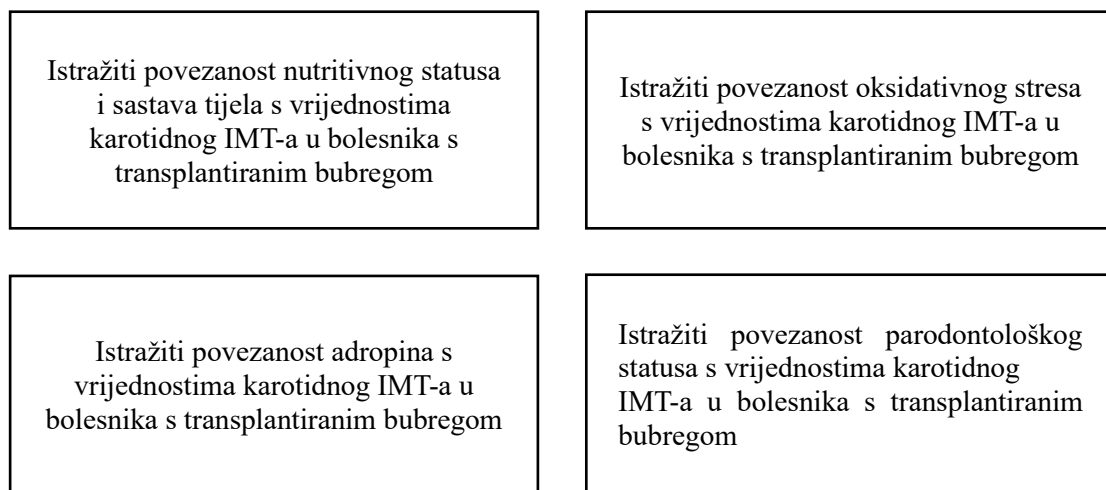 Istražiti povezanost nutritivnog statusa
i sastava tijela s vrijednostima
karotidnog IMT-a u bolesnika s
transplantiranim bubregom
Istražiti povezanost oksidativnog stresa
s vrijednostima karotidnog IMT-a u
bolesnika s transplantiranim bubregom
Istražiti povezanost adropina s
vrijednostima karotidnog IMT-a u
bolesnika s transplantiranim bubregom
Istražiti povezanost parodontološkog
statusa s vrijednostima karotidnog
IMT-a u bolesnika s transplantiranim
bubregom